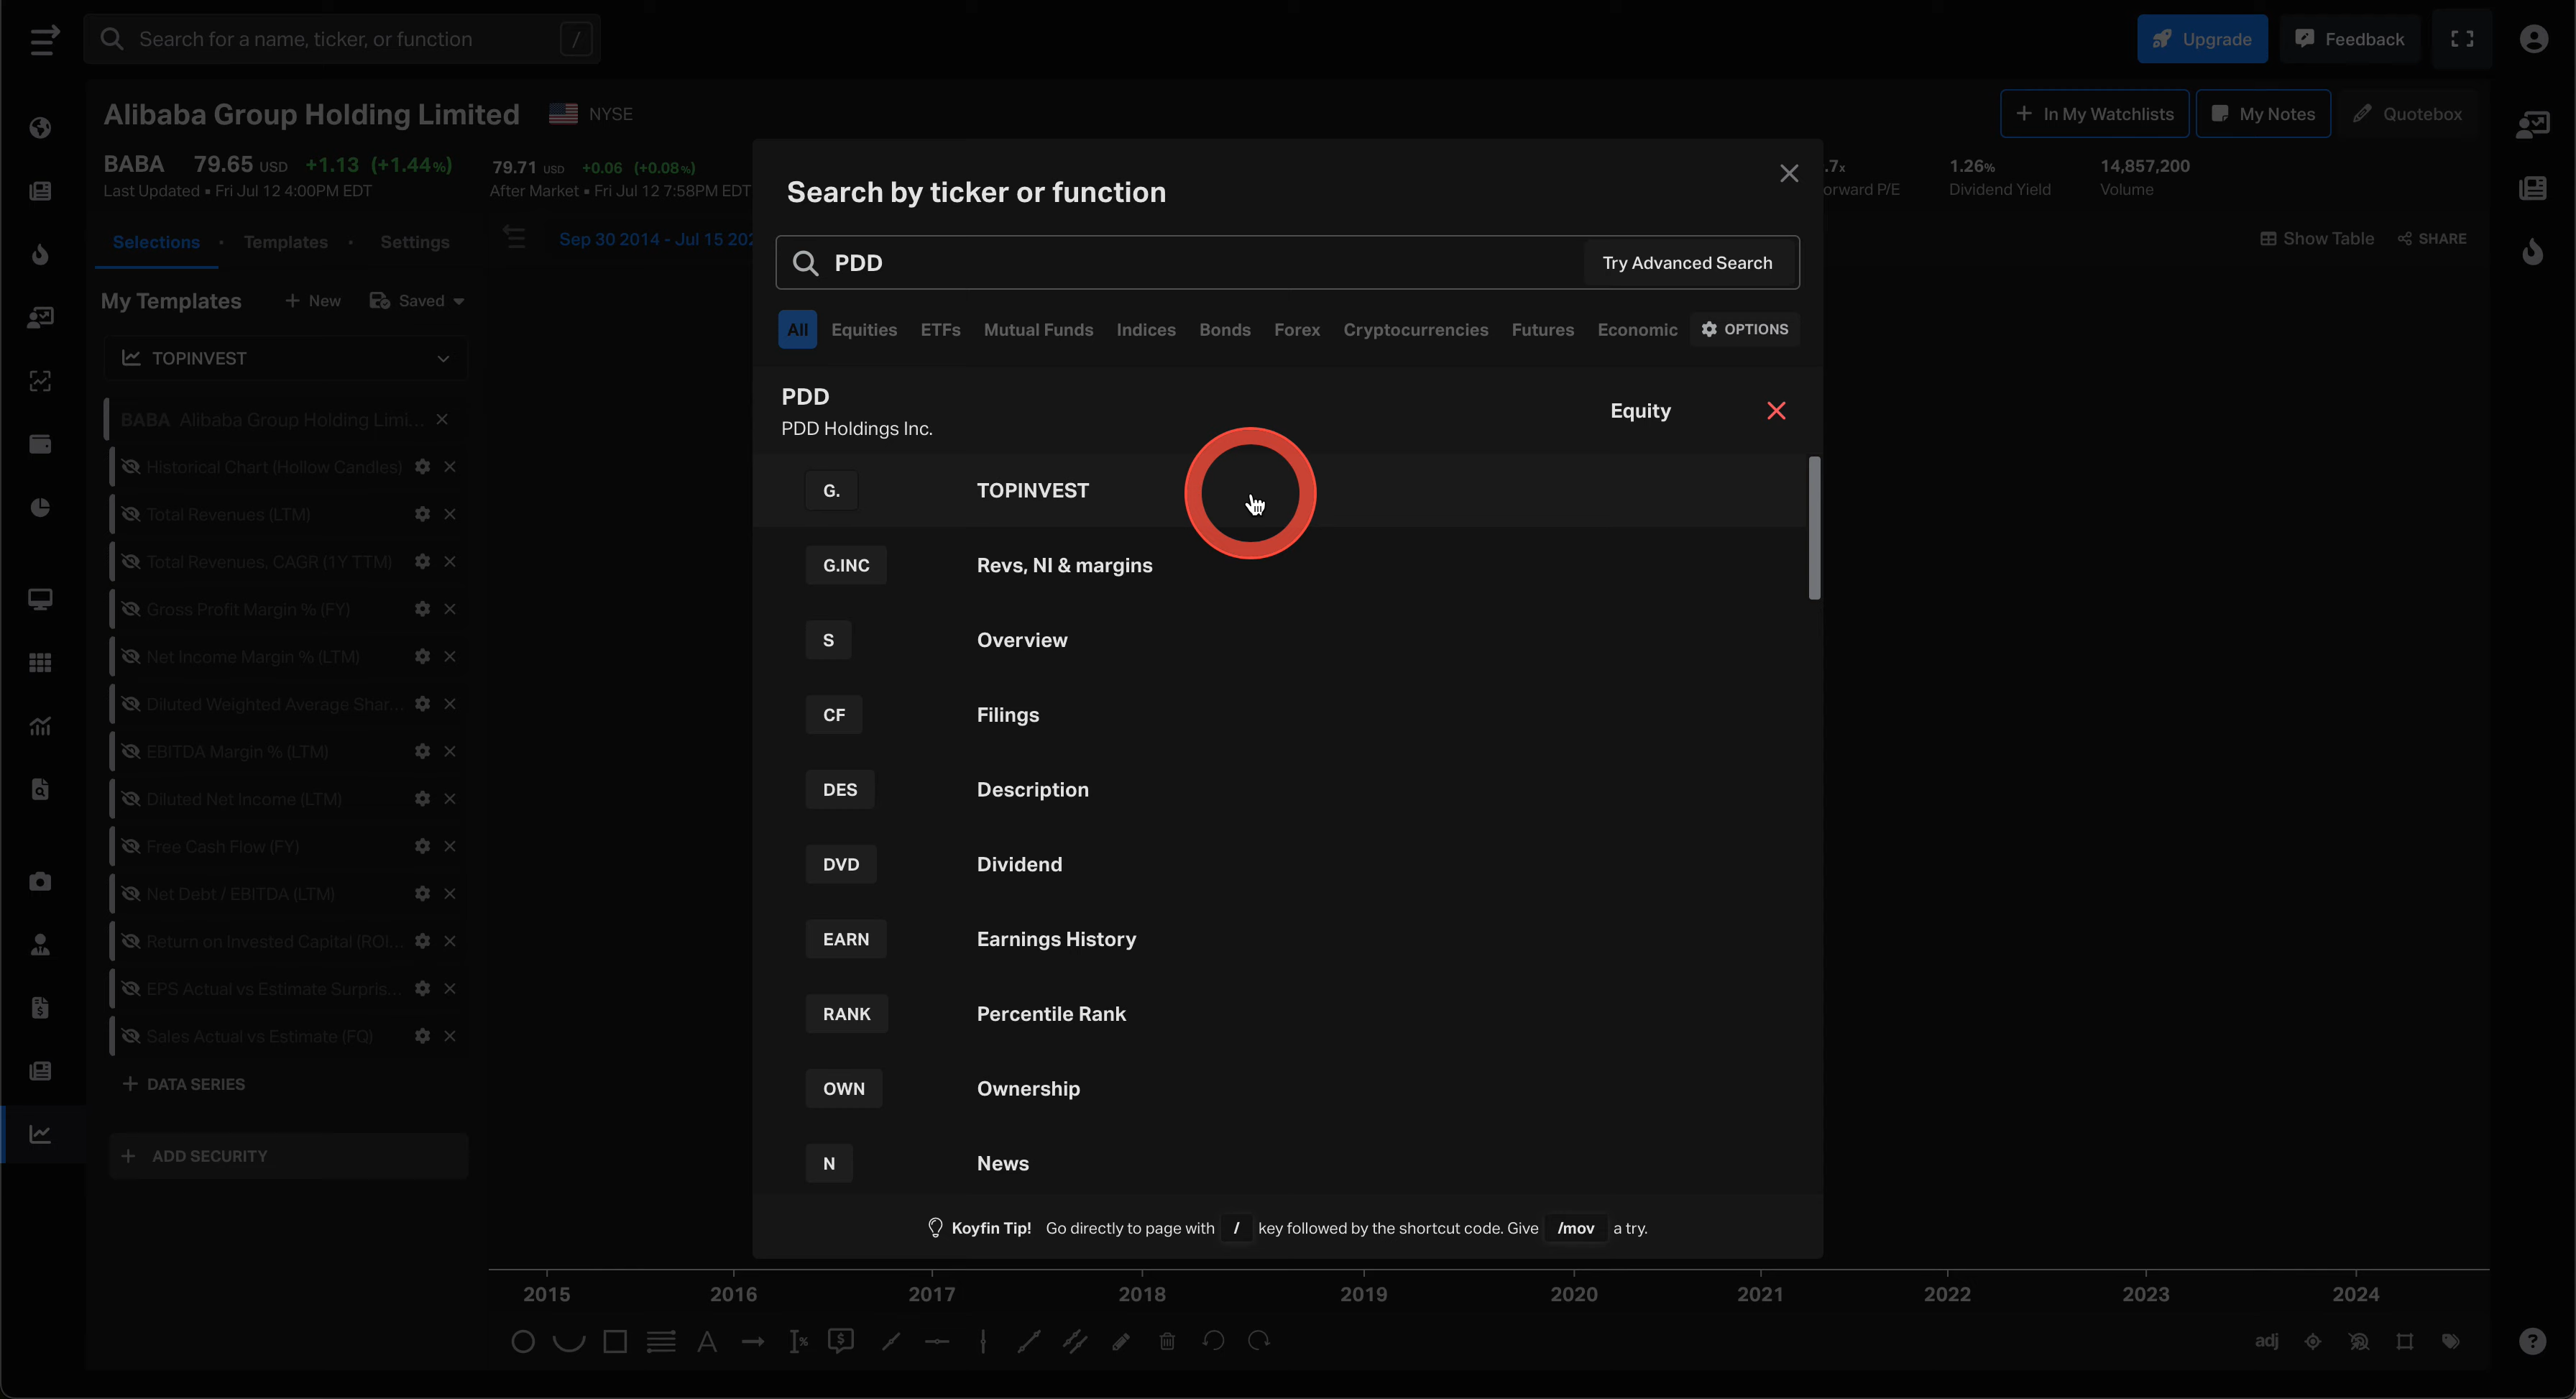 Search for a name, ticker, or function /
Upgrade
Feedback
Alibaba Group Holding Limited NYSE
In My Watchlists
My Notes
Quotebox
BABA 79.65 USD +1.13 (+1.44%)
Last Updated ▪ Fri Jul 12 4:00PM EDT
79.71 USD +0.06 (+0.08%)
After Market ▪ Fri Jul 12 7:58PM EDT
.7x
orward P/E
1.26%
Dividend Yield
14,857,200
Volume
Selections · Templates · Settings
Sep 30 2014 - Jul 15 202
Show Table
SHARE
My Templates + New Saved
TOPINVEST
BABA Alibaba Group Holding Limi...
Historical Chart (Hollow Candles)
Total Revenues (LTM)
Total Revenues, CAGR (1Y TTM)
Gross Profit Margin % (FY)
Net Income Margin % (LTM)
Diluted Weighted Average Shar...
EBITDA Margin % (LTM)
Diluted Net Income (LTM)
Free Cash Flow (FY)
Net Debt / EBITDA (LTM)
Return on Invested Capital (ROI...
EPS Actual vs Estimate Surpris...
Sales Actual vs Estimate (FQ)
+ DATA SERIES
+ ADD SECURITY
Search by ticker or function
PDD
Try Advanced Search
All Equities ETFs Mutual Funds Indices Bonds Forex Cryptocurrencies Futures Economic OPTIONS
PDD
PDD Holdings Inc.
Equity
G. TOPINVEST
G.INC Revs, NI & margins
S Overview
CF Filings
DES Description
DVD Dividend
EARN Earnings History
RANK Percentile Rank
OWN Ownership
N News
Koyfin Tip! Go directly to page with / key followed by the shortcut code. Give /mov a try.
2015 2016 2017 2018 2019 2020 2021 2022 2023 2024
A
adj